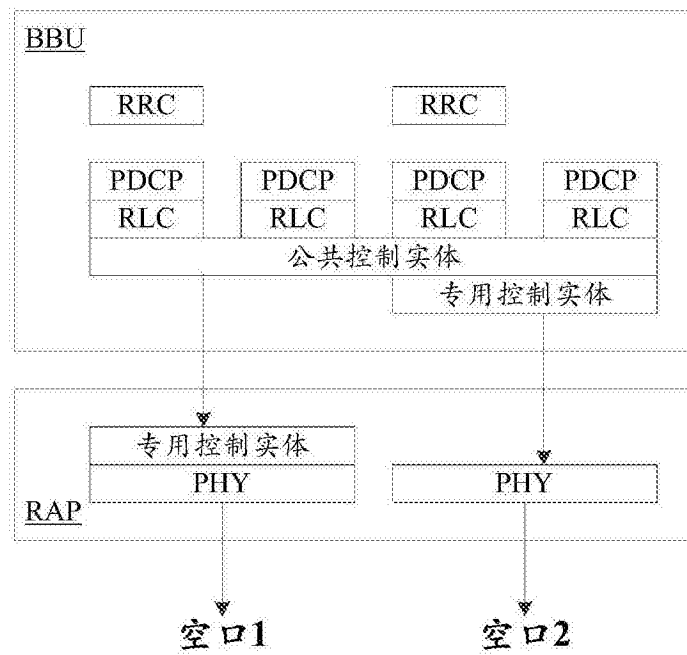 BBU
RRC RRC
PDCP PDCP PDCP PDCP
RLC RLC RLC RLC
公共控制实体
专用控制实体
专用控制实体
PHY PHY
RAP
空口1 空口2